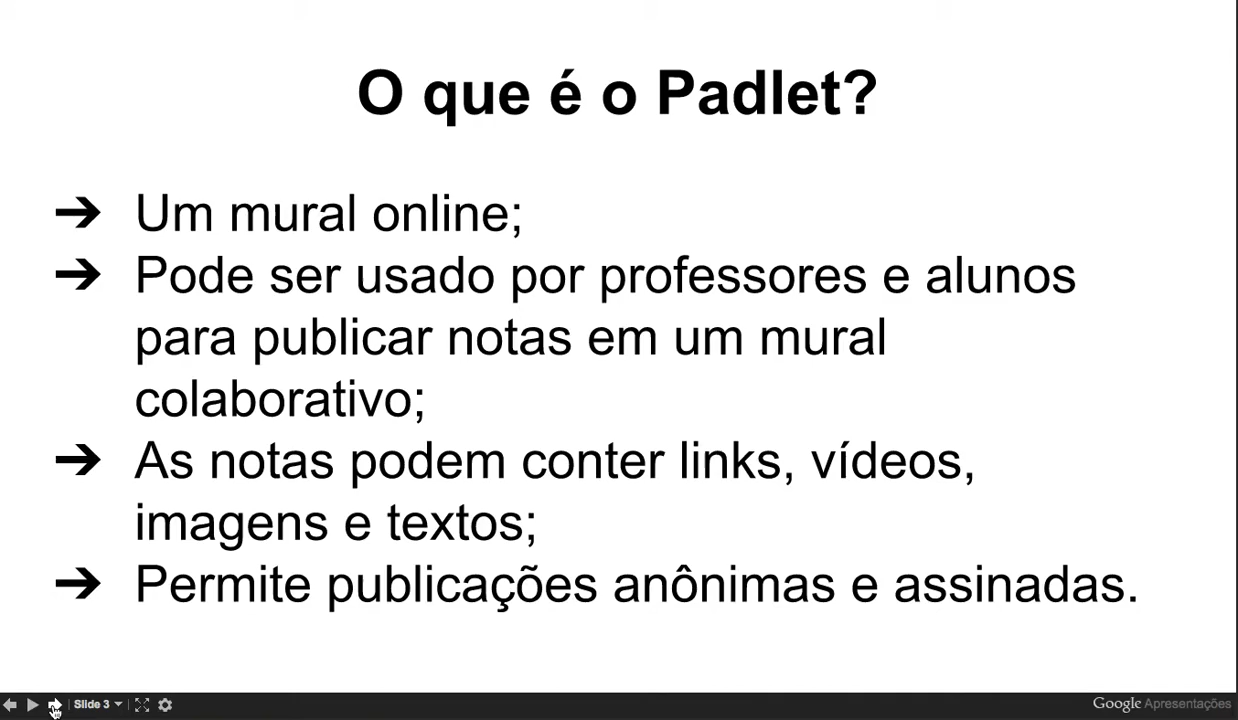 O que é o Padlet?
➔ Um mural online;
➔ Pode ser usado por professores e alunos
para publicar notas em um mural
colaborativo;
➔ As notas podem conter links, vídeos,
imagens e textos;
➔ Permite publicações anônimas e assinadas.
Slide 3
Google Apresentações